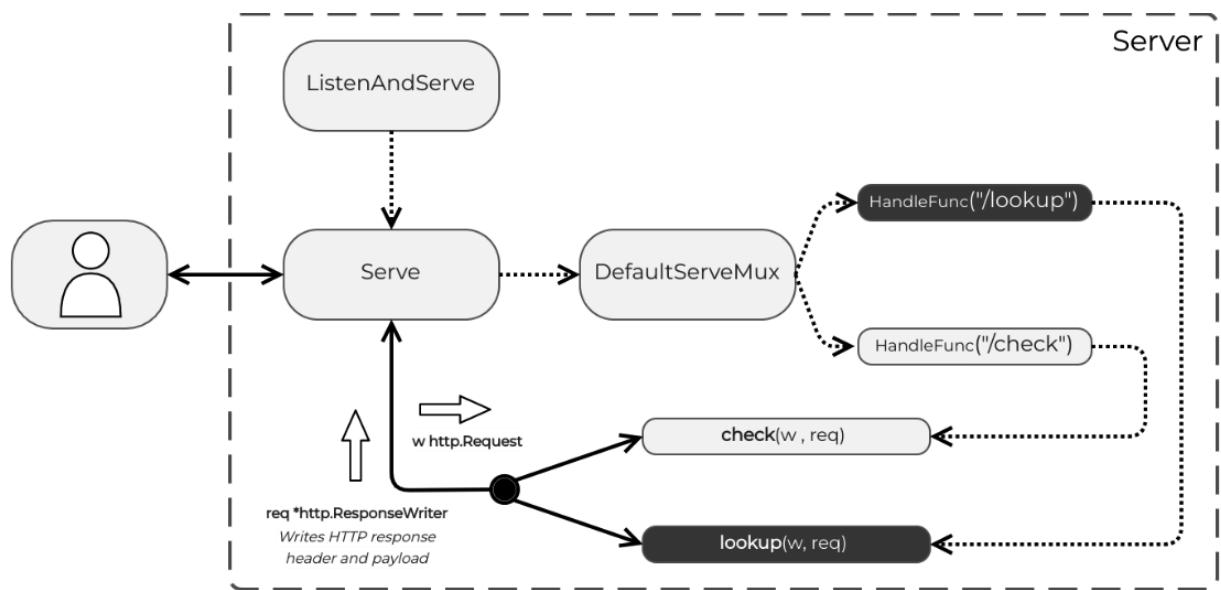 Server
ListenAndServe
HandleFunc("/lookup")
Serve
DefaultServeMux
HandleFunc("/check")
w http.Request
check(w , req)
req *http.ResponseWriter
Writes HTTP response
header and payload
lookup(w, req)